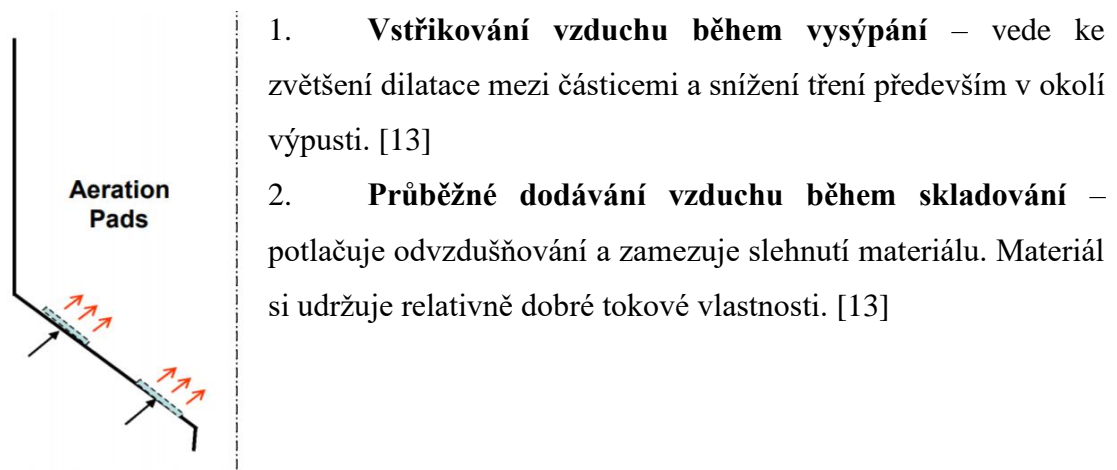 1. Vstřikování vzduchu během vysýpání – vede ke
zvětšení dilatace mezi částicemi a snížení tření především v okolí
výpusti. [13]
2. Průběžné dodávání vzduchu během skladování –
potlačuje odvzdušňování a zamezuje slehnutí materiálu. Materiál
si udržuje relativně dobré tokové vlastnosti. [13]
Aeration
Pads